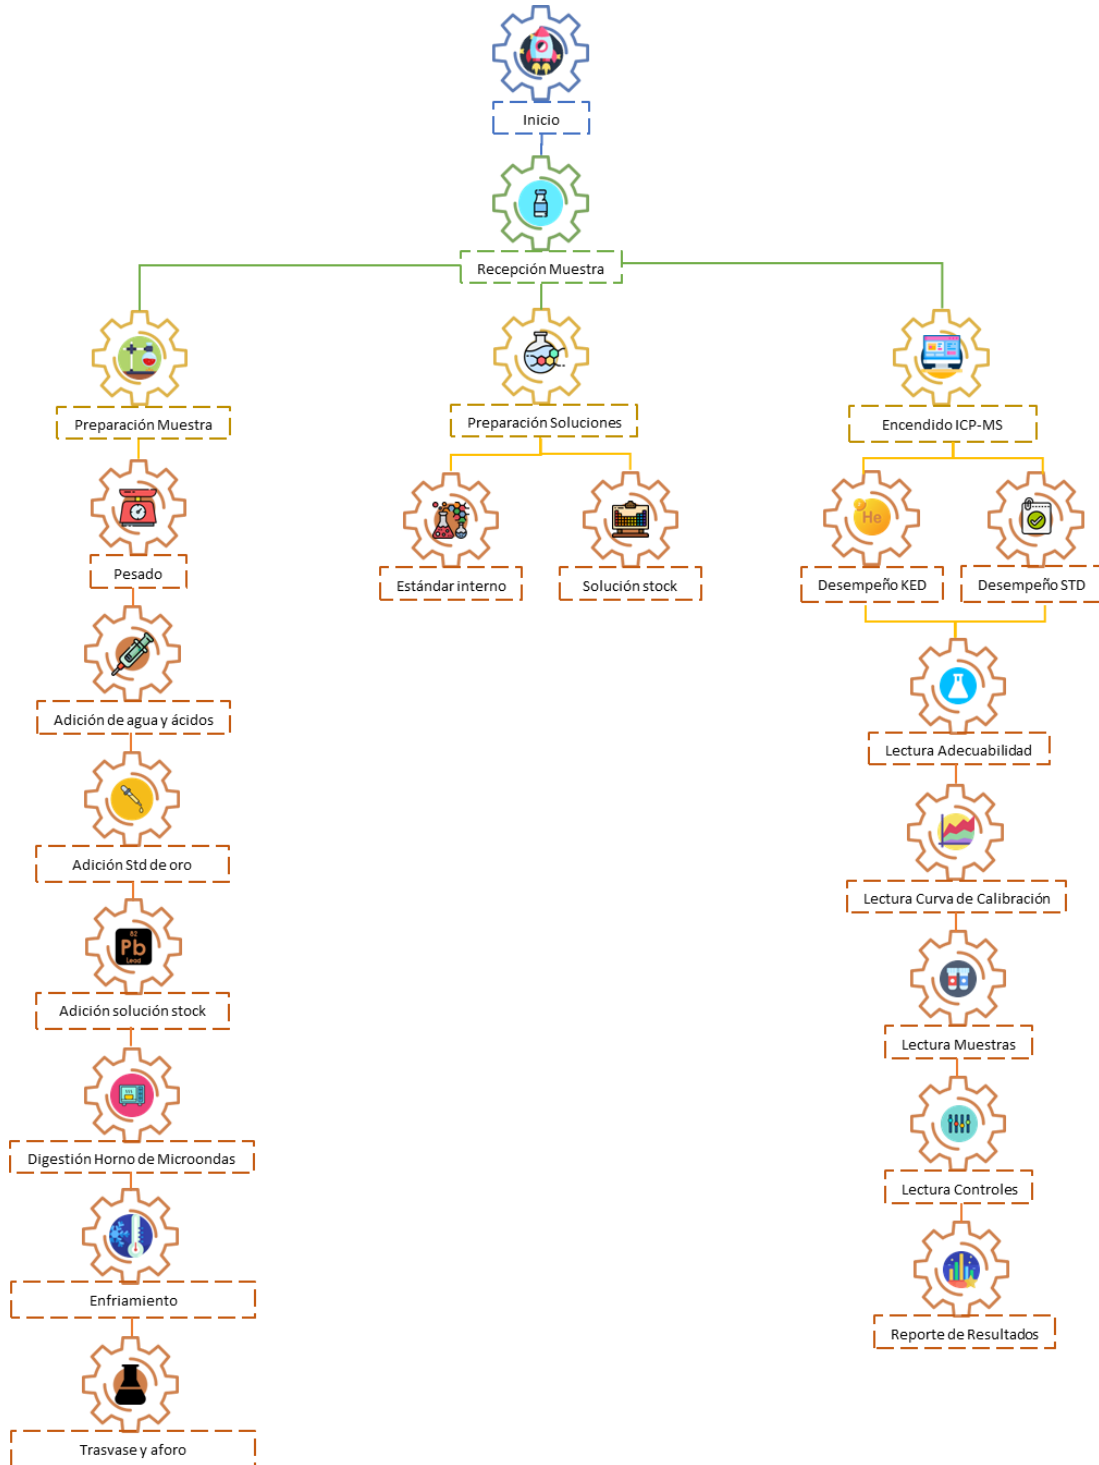 Inicio
Recepción Muestra
Preparación Muestra
Pesado
Adición de agua y ácidos
Adición Std de oro
82
Pb
Lead
Adición solución stock
Digestión Horno de Microondas
Enfriamiento
Trasvase y aforo
Preparación Soluciones
Estándar interno
Solución stock
Encendido ICP-MS
He
Desempeño KED
Desempeño STD
Lectura Adecuabilidad
Lectura Curva de Calibración
Lectura Muestras
Lectura Controles
Reporte de Resultados